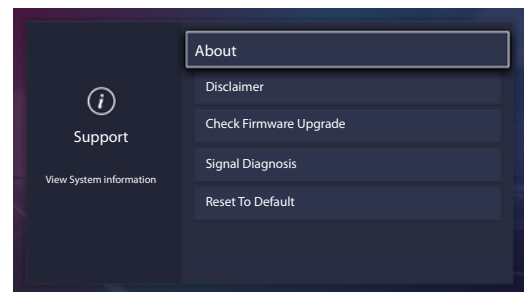 Support
View System information
About
Disclaimer
Check Firmware Upgrade
Signal Diagnosis
Reset To Default